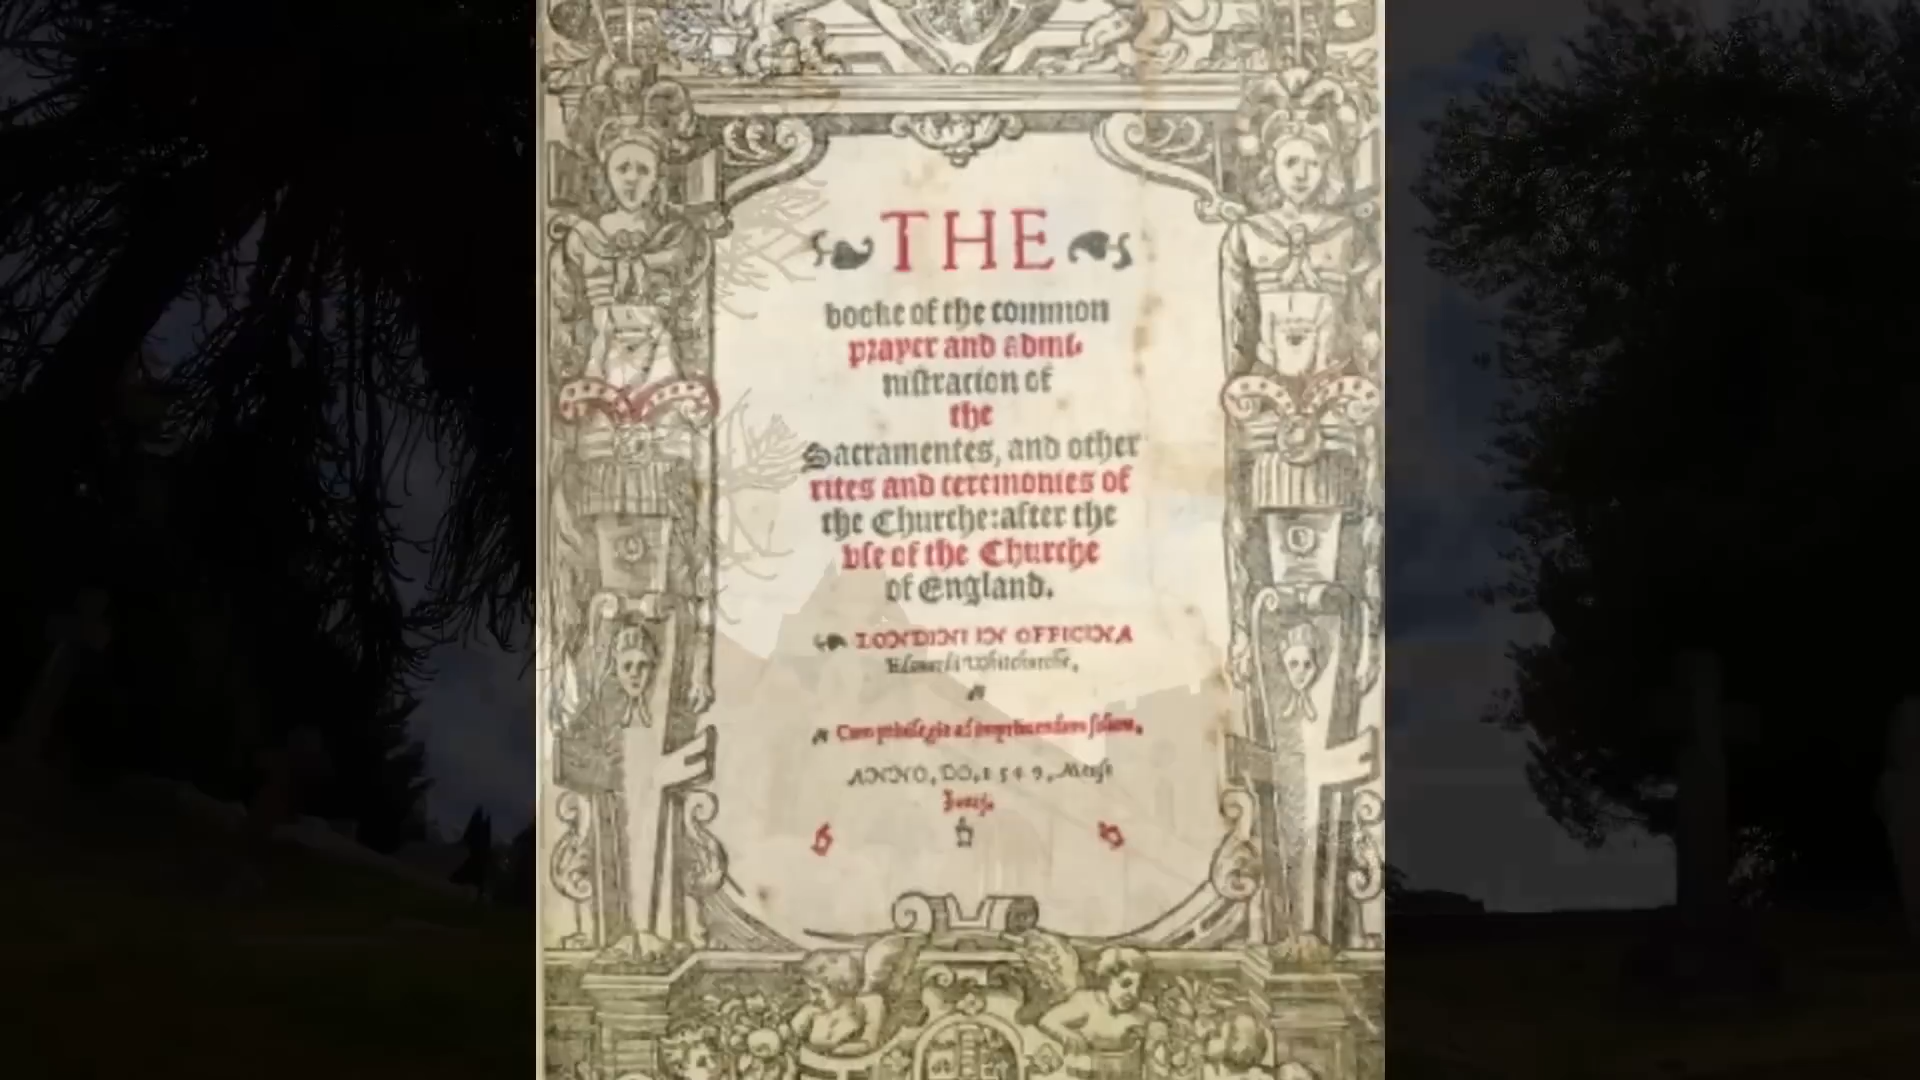 THE
booke of the common
prayer and admi-
nistracion of
the
Sacramentes, and other
rites and ceremonies of
the Churche: after the
vse of the Churche
of England.
LONDINI IN OFFICINA
Edouardi Whitchurche.
Cum priuilegio ad imprimendum solum.
ANNO. DO. 1549. Mense